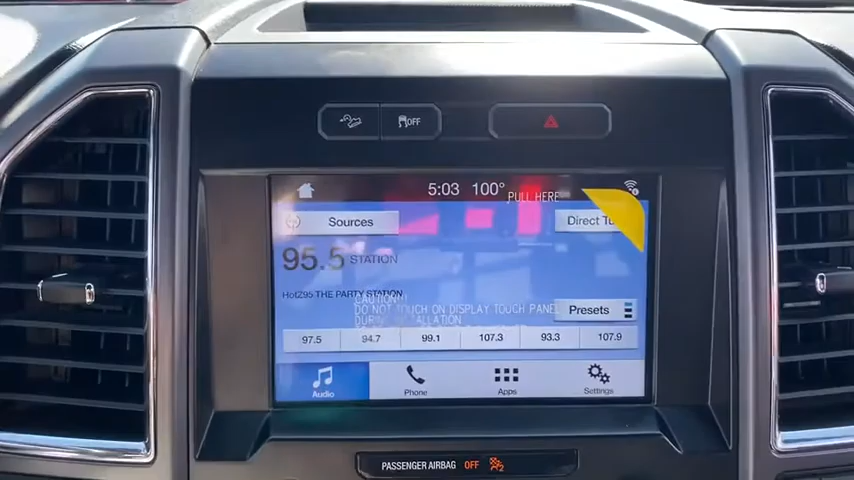 OFF
5:03 100°
PULL HERE
Sources
Direct
95.5 STATION
HotZ95 THE PARTY STATION
CAUTION
DO NOT TOUCH ON DISPLAY TOUCH PANEL
DURING INSTALLATION
Presets
97.5 94.7 99.1 107.3 93.3 107.9
Audio Phone Apps Settings
PASSENGER AIRBAG OFF